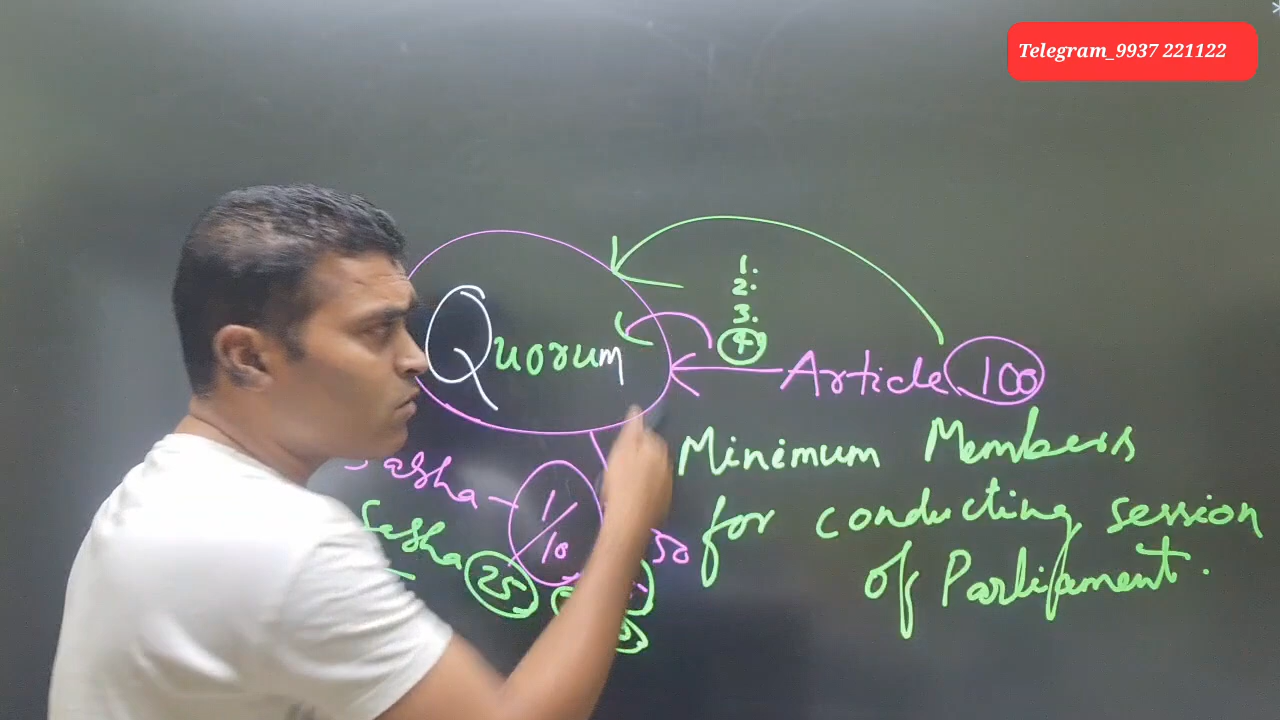 Telegram_9937 221122
1.
2.
3.
4
Quorum
Article 100
Minimum Members
for conducting session
of Parliament.
1/10
50
25